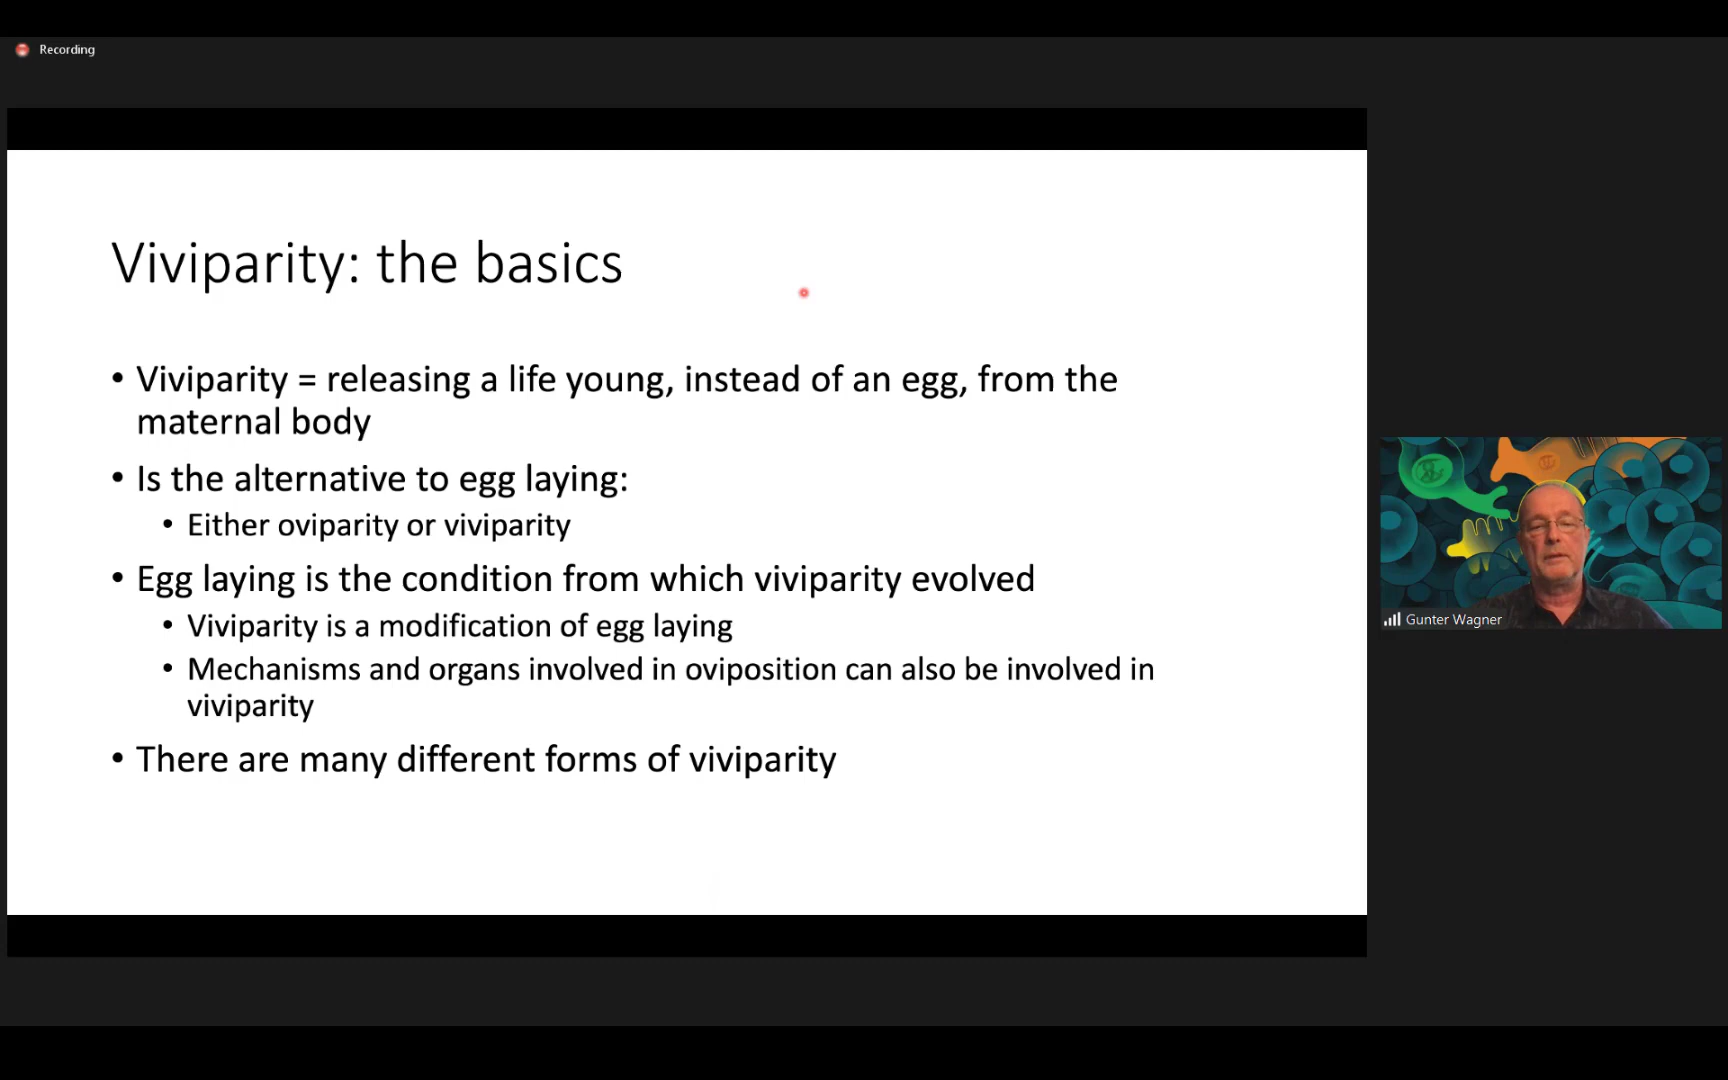 Recording
Viviparity: the basics
• Viviparity = releasing a life young, instead of an egg, from the
maternal body
• Is the alternative to egg laying:
• Either oviparity or viviparity
• Egg laying is the condition from which viviparity evolved
• Viviparity is a modification of egg laying
• Mechanisms and organs involved in oviposition can also be involved in
viviparity
• There are many different forms of viviparity
Gunter Wagner